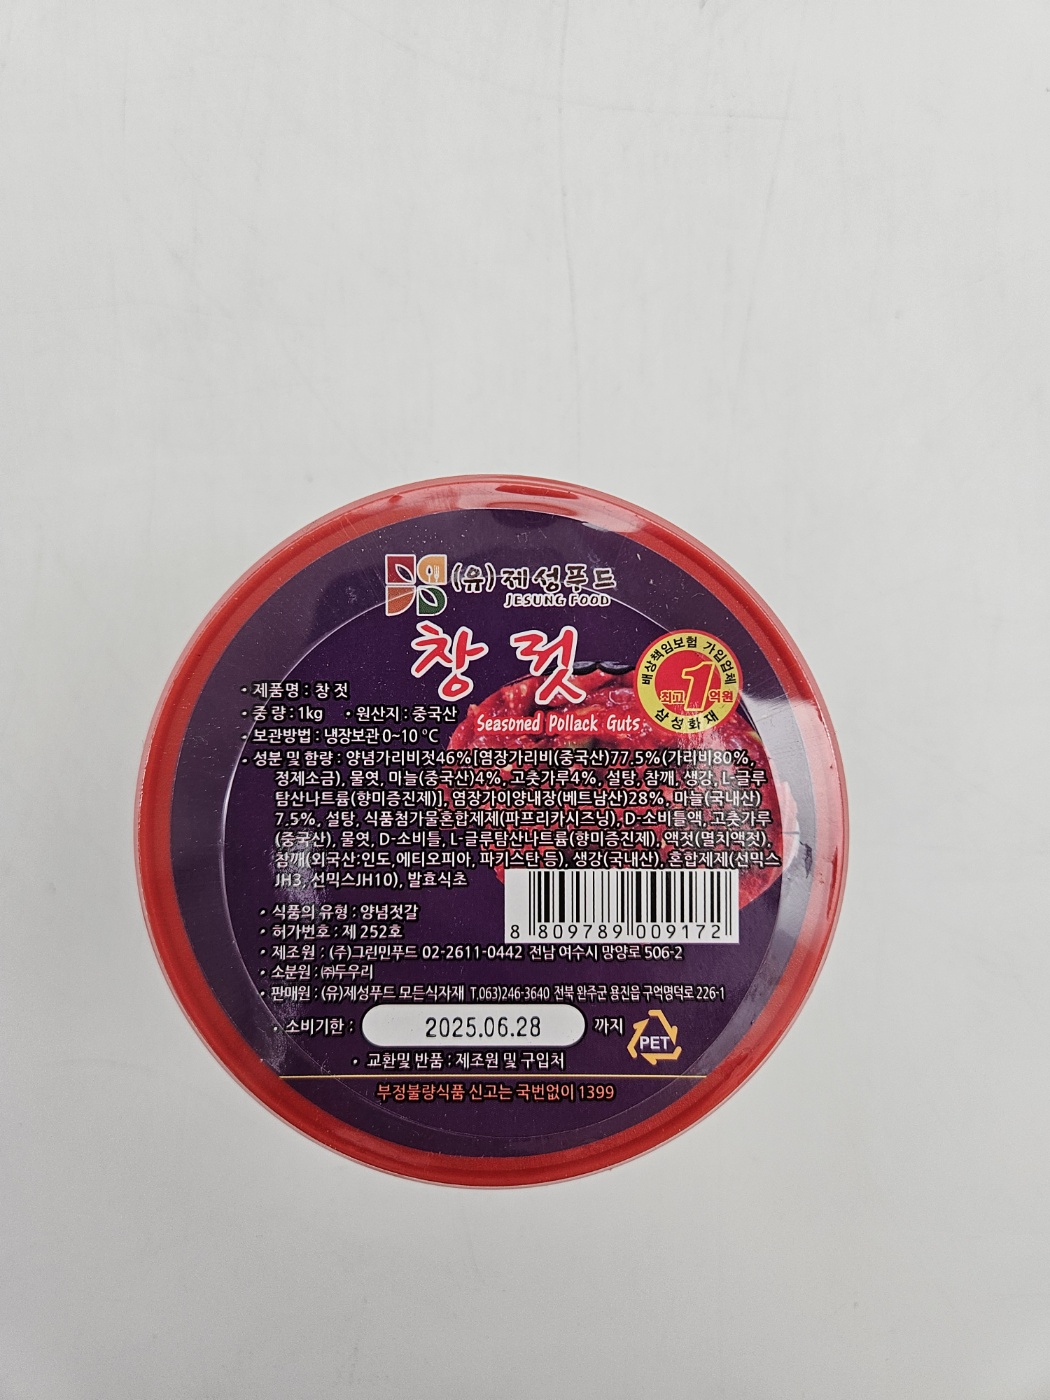 (유)제성푸드
JESUNG FOOD
창 젓
배상책임보험 가입업체
최고 1 억원
삼성화재
Seasoned Pollack Guts
• 제품명 : 창 젓
• 중 량 : 1kg • 원산지 : 중국산
• 보관방법 : 냉장보관 0~10 °C
• 성분 및 함량 : 양념가리비젓46%[염장가리비(중국산)77.5%(가리비80%,
정제소금), 물엿, 마늘(중국산)4%, 고춧가루4%, 설탕, 참깨, 생강, L-글루
탐산나트륨(향미증진제)], 염장가이양내장(베트남산)28%, 마늘(국내산)
7.5%, 설탕, 식품첨가물혼합제제(파프리카시즈닝), D-소비톨액, 고춧가루
(중국산), 물엿, D-소비톨, L-글루탐산나트륨(향미증진제), 액젓(멸치액젓),
참깨(외국산:인도,에티오피아, 파키스탄 등), 생강(국내산), 혼합제제(선믹스
JH3, 선믹스JH10), 발효식초
8 809789 009172
• 식품의 유형 : 양념젓갈
• 허가번호 : 제 252호
• 제조원 : (주)그린민푸드 02-2611-0442 전남 여수시 망양로 506-2
• 소분원 : ㈜두우리
• 판매원 : (유)제성푸드 모든식자재 T.063)246-3640 전북 완주군 용진읍 구억명덕로 226-1
• 소비기한 : 2025.06.28 까지
PET
• 교환및 반품 : 제조원 및 구입처
부정불량식품 신고는 국번없이 1399